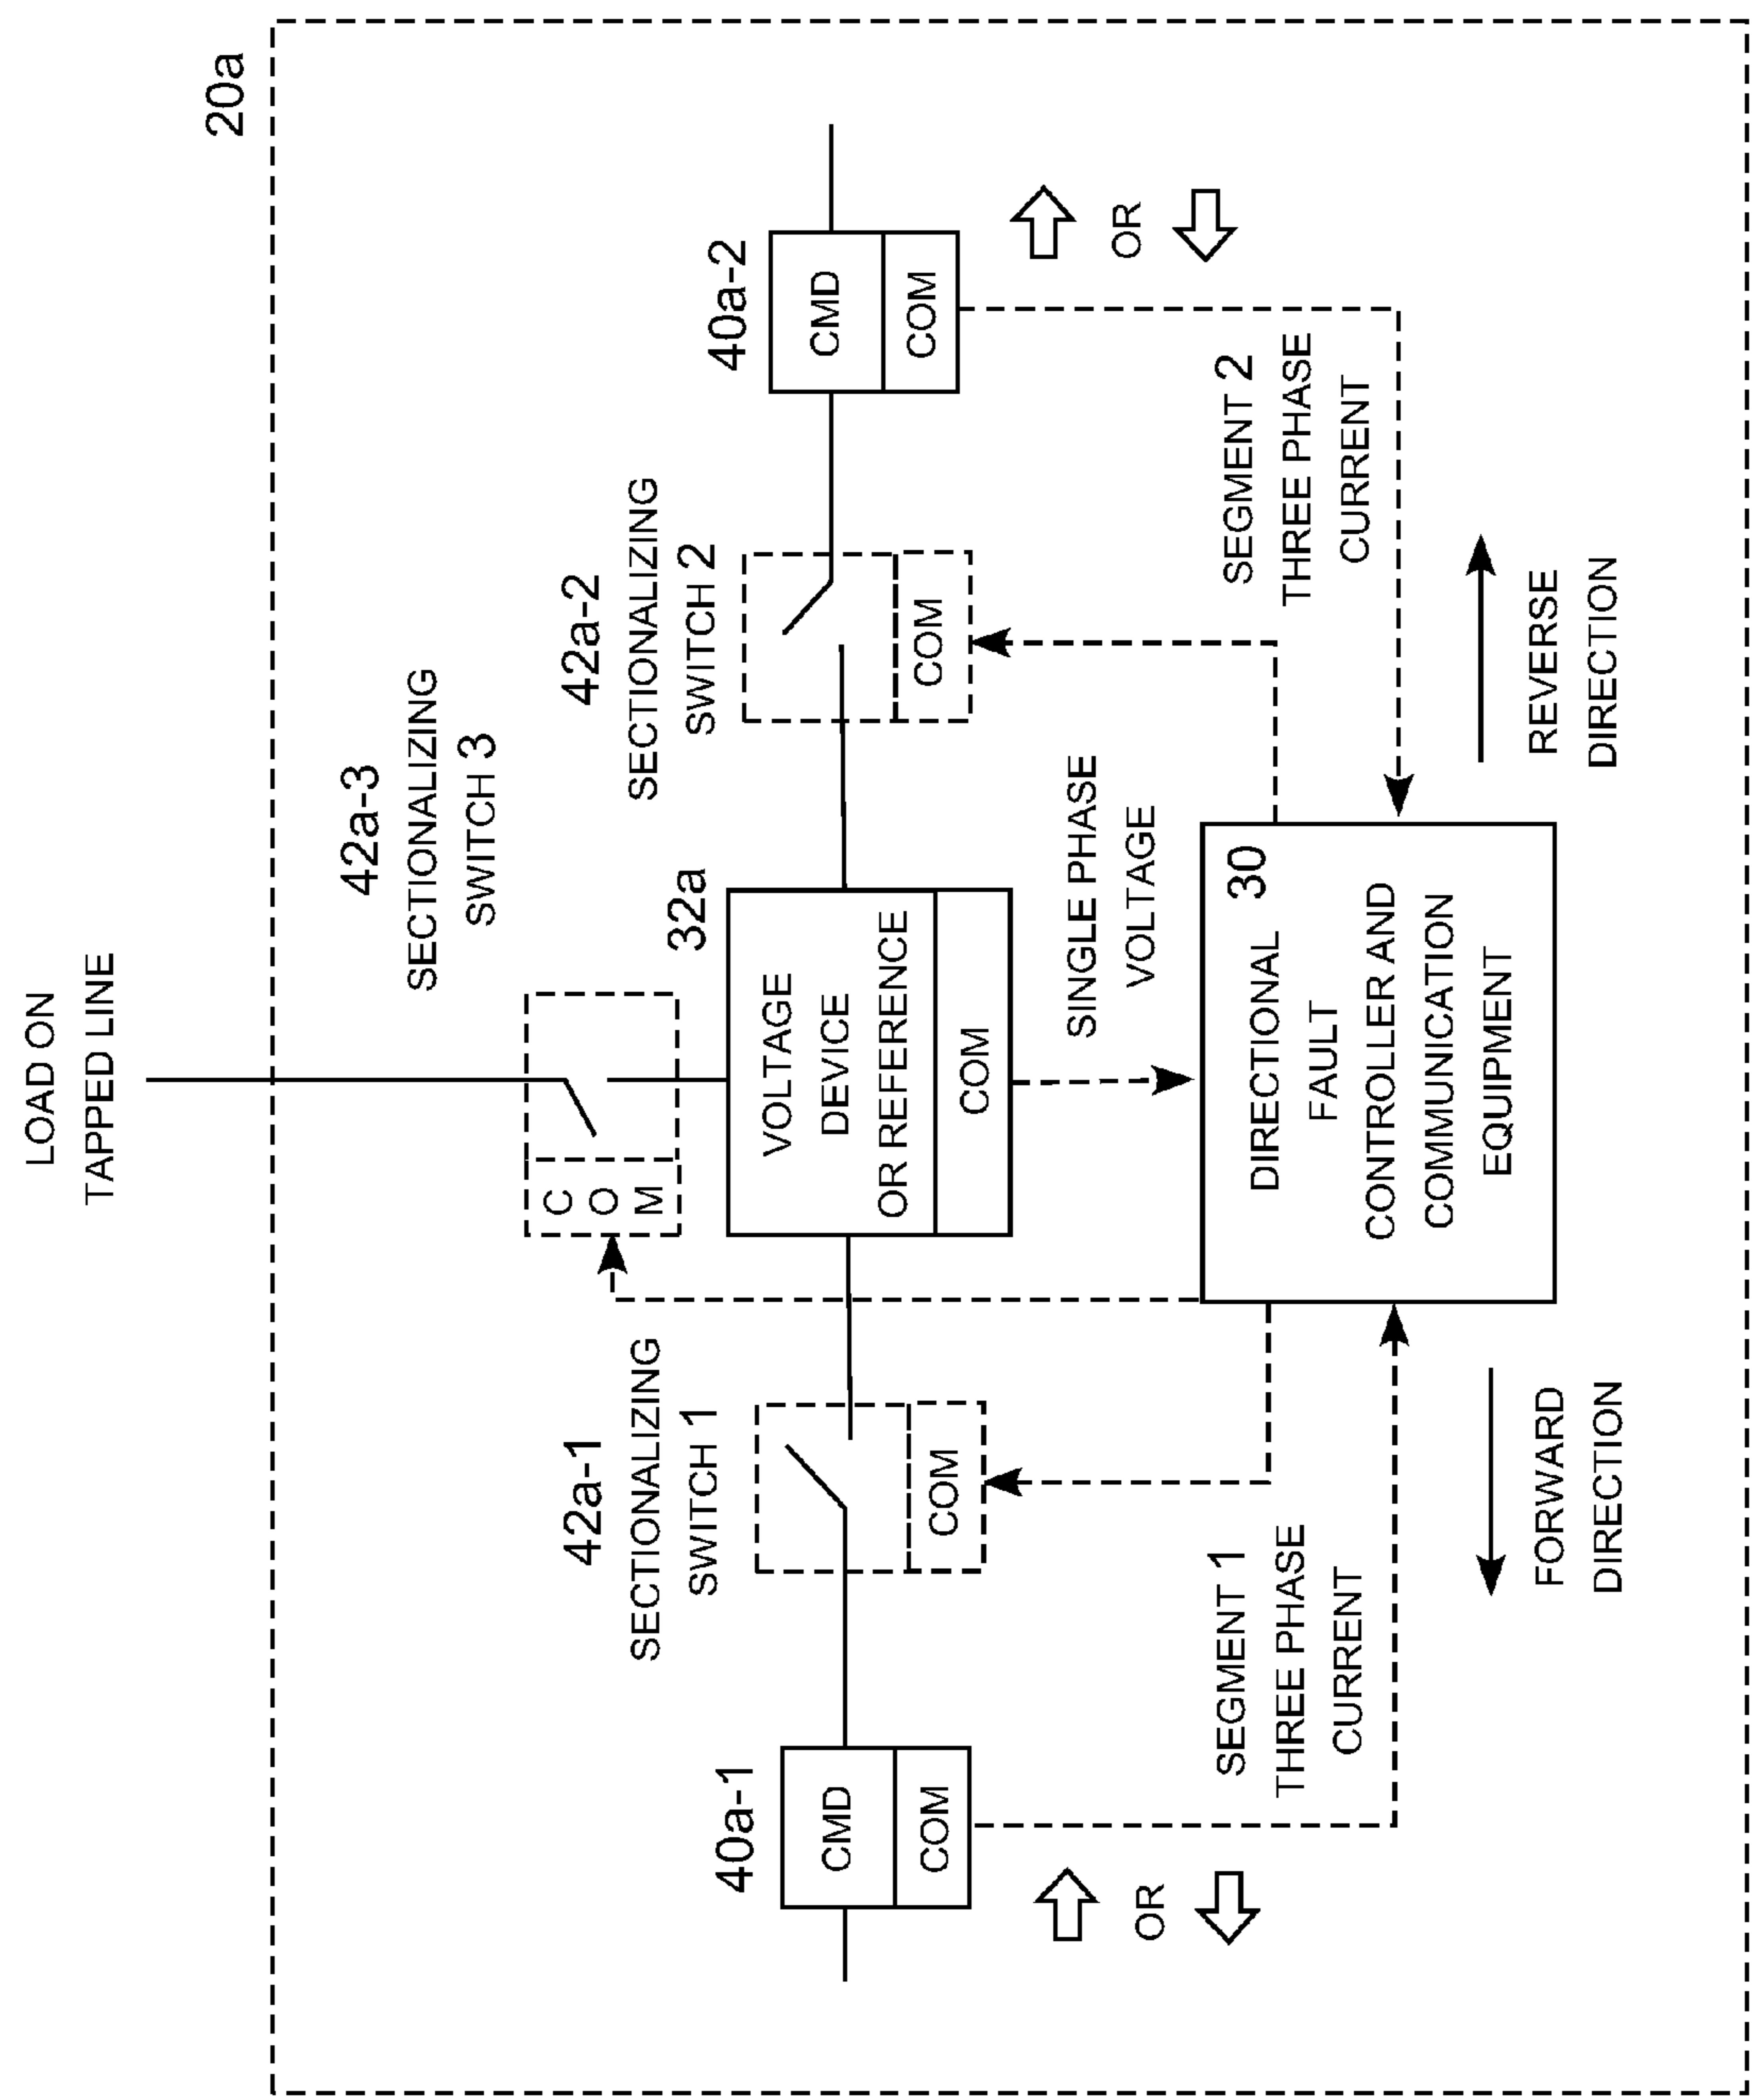 20a
LOAD ON
TAPPED LINE
42a-3
SECTIONALIZING
SWITCH 3
C
O
M
40a-1
CMD
COM
42a-1
SECTIONALIZING
SWITCH 1
COM
32a
VOLTAGE
DEVICE
OR REFERENCE
COM
42a-2
SECTIONALIZING
SWITCH 2
COM
40a-2
CMD
COM
OR
OR
SINGLE PHASE
VOLTAGE
SEGMENT 1
THREE PHASE
CURRENT
SEGMENT 2
THREE PHASE
CURRENT
DIRECTIONAL 30
FAULT
CONTROLLER AND
COMMUNICATION
EQUIPMENT
FORWARD
DIRECTION
REVERSE
DIRECTION